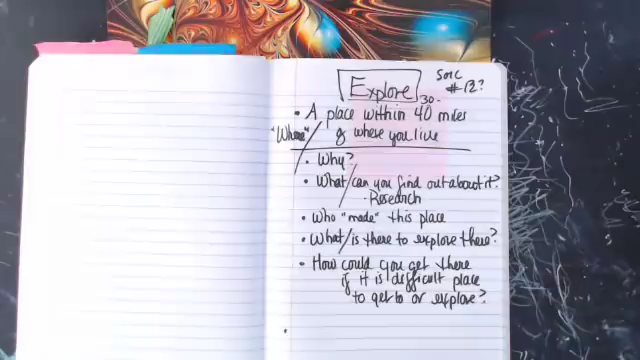 Explore
SOTC
#12?
30-
• A place within 40 miles
"Where" of where you live
• Why?
• What can you find out about it?
• Research
• Who "made" this place
• What is there to explore there?
• How could you get there
if it is difficult place
to get to or explore?